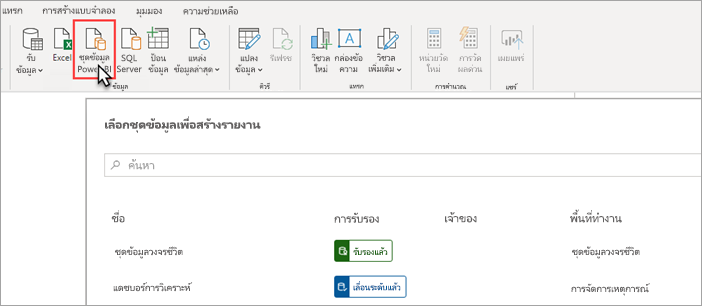 แทรก การสร้างแบบจำลอง มุมมอง ความช่วยเหลือ
รับ Excel ชุดข้อมูล SQL ป้อน แหล่ง แปลง รีเฟรช วิชวล กล่องข้อ วิชวล หน่วยวัด การวัด เผยแพร่
ข้อมูล Power BI Server ข้อมูล ข้อมูลล่าสุด ข้อมูล ใหม่ ความ เพิ่มเติม ใหม่ ผลด่วน
ข้อมูล คิวรี แทรก การคำนวณ แชร์
เลือกชุดข้อมูลเพื่อสร้างรายงาน
ค้นหา
ชื่อ การรับรอง เจ้าของ พื้นที่ทำงาน
ชุดข้อมูลวงจรชีวิต รับรองแล้ว ชุดข้อมูลวงจรชีวิต
แดชบอร์การวิเคราะห์ เลื่อนระดับแล้ว การจัดการเหตุการณ์